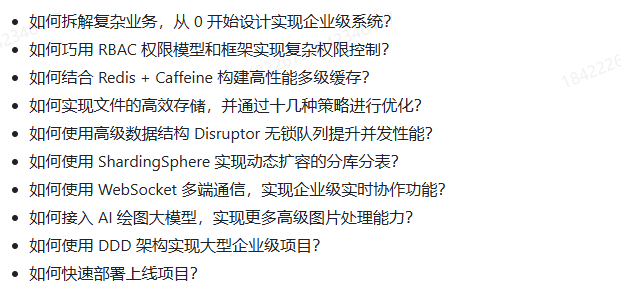 如何拆解复杂业务，从 0 开始设计实现企业级系统？
如何巧用 RBAC 权限模型和框架实现复杂权限控制？
如何结合 Redis + Caffeine 构建高性能多级缓存？
如何实现文件的高效存储，并通过十几种策略进行优化？
如何使用高级数据结构 Disruptor 无锁队列提升并发性能？
如何使用 ShardingSphere 实现动态扩容的分库分表？
如何使用 WebSocket 多端通信，实现企业级实时协作功能？
如何接入 AI 绘图大模型，实现更多高级图片处理能力？
如何使用 DDD 架构实现大型企业级项目？
如何快速部署上线项目？